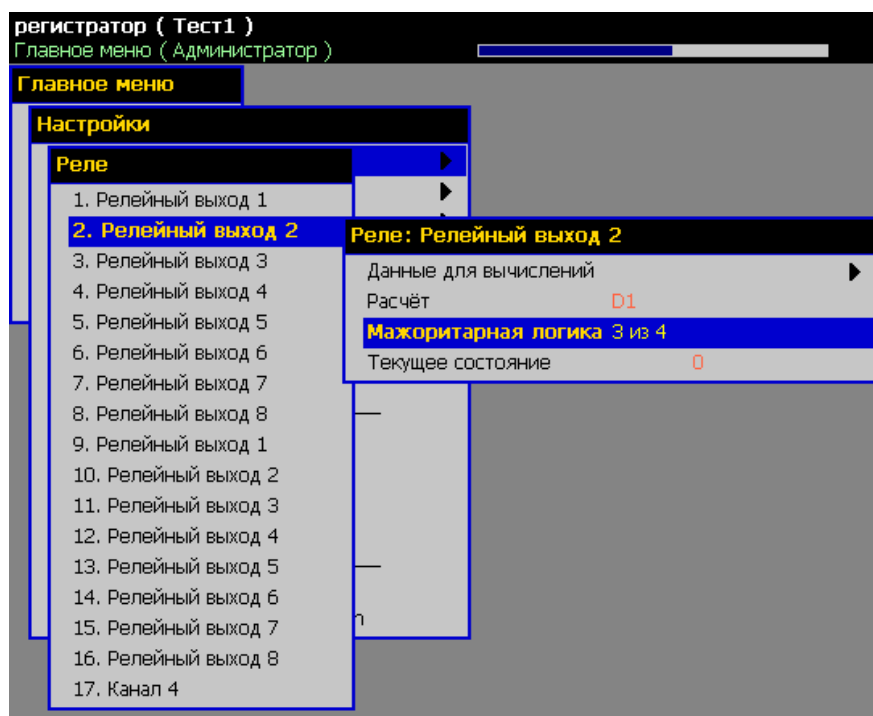 регистратор ( Тест1 )
Главное меню ( Администратор )
Главное меню
Настройки
Реле
1. Релейный выход 1
2. Релейный выход 2
3. Релейный выход 3
4. Релейный выход 4
5. Релейный выход 5
6. Релейный выход 6
7. Релейный выход 7
8. Релейный выход 8
9. Релейный выход 1
10. Релейный выход 2
11. Релейный выход 3
12. Релейный выход 4
13. Релейный выход 5
14. Релейный выход 6
15. Релейный выход 7
16. Релейный выход 8
17. Канал 4
Реле: Релейный выход 2
Данные для вычислений
Расчёт D1
Мажоритарная логика 3 из 4
Текущее состояние 0